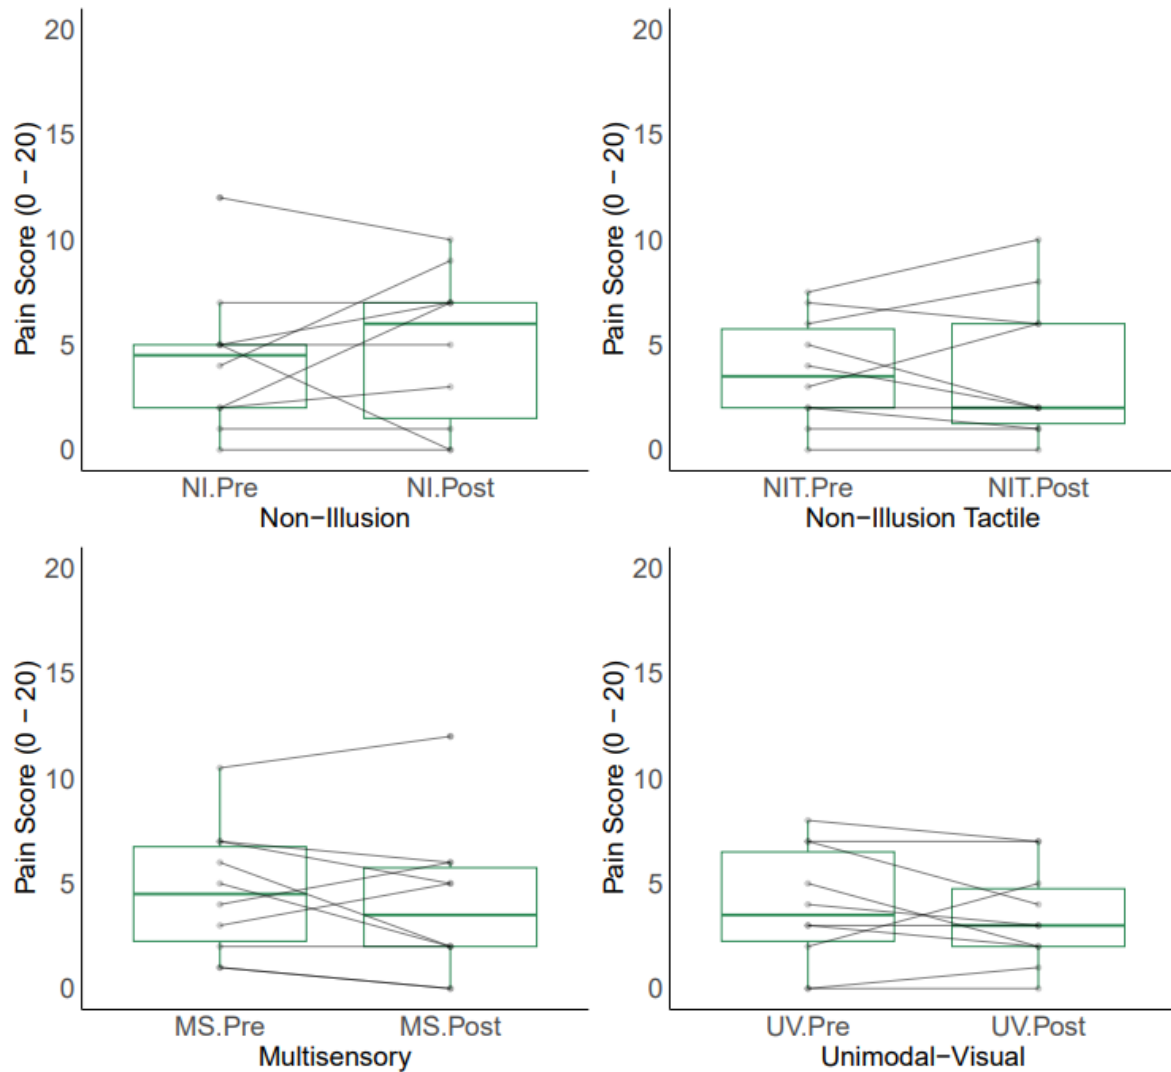 Pain Score (0 − 20)
20
15
10
5
0
NI.Pre
NI.Post
Non−Illusion
Pain Score (0 − 20)
20
15
10
5
0
NIT.Pre
NIT.Post
Non−Illusion Tactile
Pain Score (0 − 20)
20
15
10
5
0
MS.Pre
MS.Post
Multisensory
Pain Score (0 − 20)
20
15
10
5
0
UV.Pre
UV.Post
Unimodal−Visual